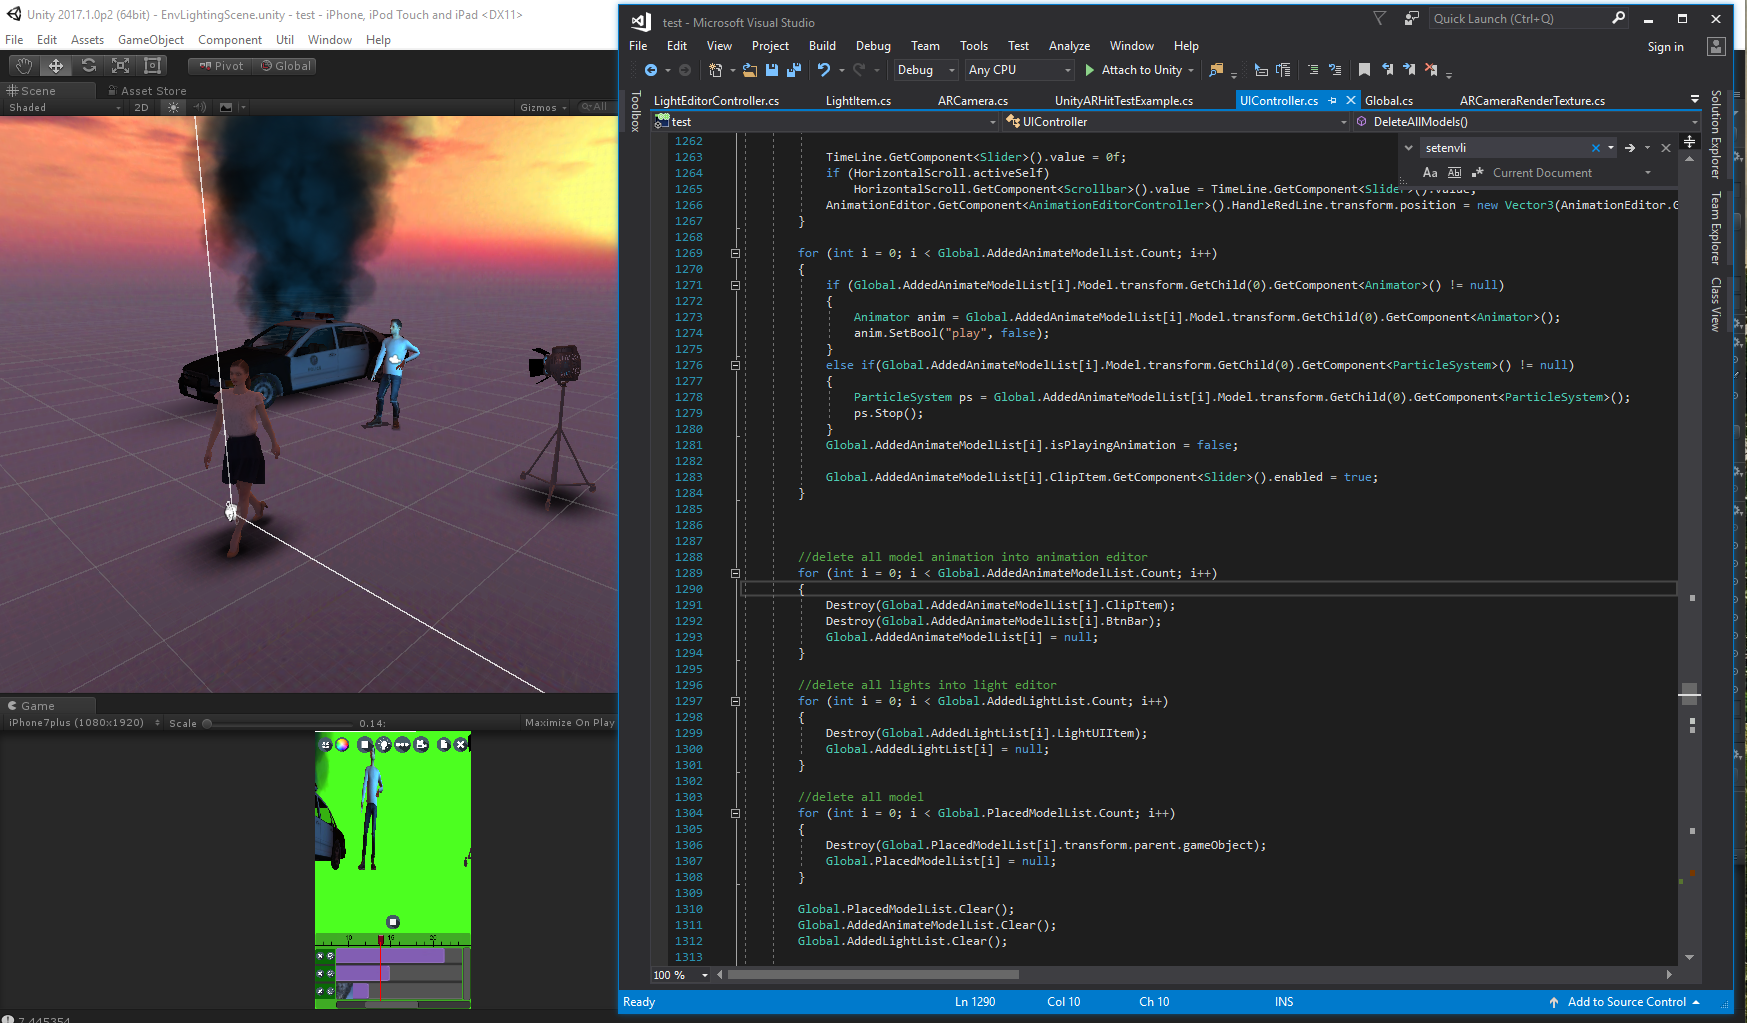 Unity 2017.1.0p2 (64bit) - EnvLightingScene.unity - test - iPhone, iPod Touch and iPad <DX11>
File Edit Assets GameObject Component Util Window Help
Pivot Global
Scene Asset Store
Shaded 2D Gizmos All
Game
iPhone7plus (1080x1920) Scale 0.14: Maximize On Play
10 15 20
7.445354
test - Microsoft Visual Studio
Quick Launch (Ctrl+Q)
File Edit View Project Build Debug Team Tools Test Analyze Window Help
Sign in
Debug Any CPU Attach to Unity
Toolbox
LightEditorController.cs LightItem.cs ARCamera.cs UnityARHitTestExample.cs UIController.cs Global.cs ARCameraRenderTexture.cs
test UIController DeleteAllModels()
setenvli
Aa Ab .* Current Document
Solution Explorer
Team Explorer
Class View
1262
1263 TimeLine.GetComponent<Slider>().value = 0f;
1264 if (HorizontalScroll.activeSelf)
1265 HorizontalScroll.GetComponent<Scrollbar>().value = TimeLine.GetComponent<Slider>().value;
1266 AnimationEditor.GetComponent<AnimationEditorController>().HandleRedLine.transform.position = new Vector3(AnimationEditor.G
1267 }
1268
1269 for (int i = 0; i < Global.AddedAnimateModelList.Count; i++)
1270 {
1271 if (Global.AddedAnimateModelList[i].Model.transform.GetChild(0).GetComponent<Animator>() != null)
1272 {
1273 Animator anim = Global.AddedAnimateModelList[i].Model.transform.GetChild(0).GetComponent<Animator>();
1274 anim.SetBool("play", false);
1275 }
1276 else if(Global.AddedAnimateModelList[i].Model.transform.GetChild(0).GetComponent<ParticleSystem>() != null)
1277 {
1278 ParticleSystem ps = Global.AddedAnimateModelList[i].Model.transform.GetChild(0).GetComponent<ParticleSystem>();
1279 ps.Stop();
1280 }
1281 Global.AddedAnimateModelList[i].isPlayingAnimation = false;
1282
1283 Global.AddedAnimateModelList[i].ClipItem.GetComponent<Slider>().enabled = true;
1284 }
1285
1286
1287
1288 //delete all model animation into animation editor
1289 for (int i = 0; i < Global.AddedAnimateModelList.Count; i++)
1290 {
1291 Destroy(Global.AddedAnimateModelList[i].ClipItem);
1292 Destroy(Global.AddedAnimateModelList[i].BtnBar);
1293 Global.AddedAnimateModelList[i] = null;
1294 }
1295
1296 //delete all lights into light editor
1297 for (int i = 0; i < Global.AddedLightList.Count; i++)
1298 {
1299 Destroy(Global.AddedLightList[i].LightUIItem);
1300 Global.AddedLightList[i] = null;
1301 }
1302
1303 //delete all model
1304 for (int i = 0; i < Global.PlacedModelList.Count; i++)
1305 {
1306 Destroy(Global.PlacedModelList[i].transform.parent.gameObject);
1307 Global.PlacedModelList[i] = null;
1308 }
1309
1310 Global.PlacedModelList.Clear();
1311 Global.AddedAnimateModelList.Clear();
1312 Global.AddedLightList.Clear();
1313
100 %
Ready Ln 1290 Col 10 Ch 10 INS Add to Source Control